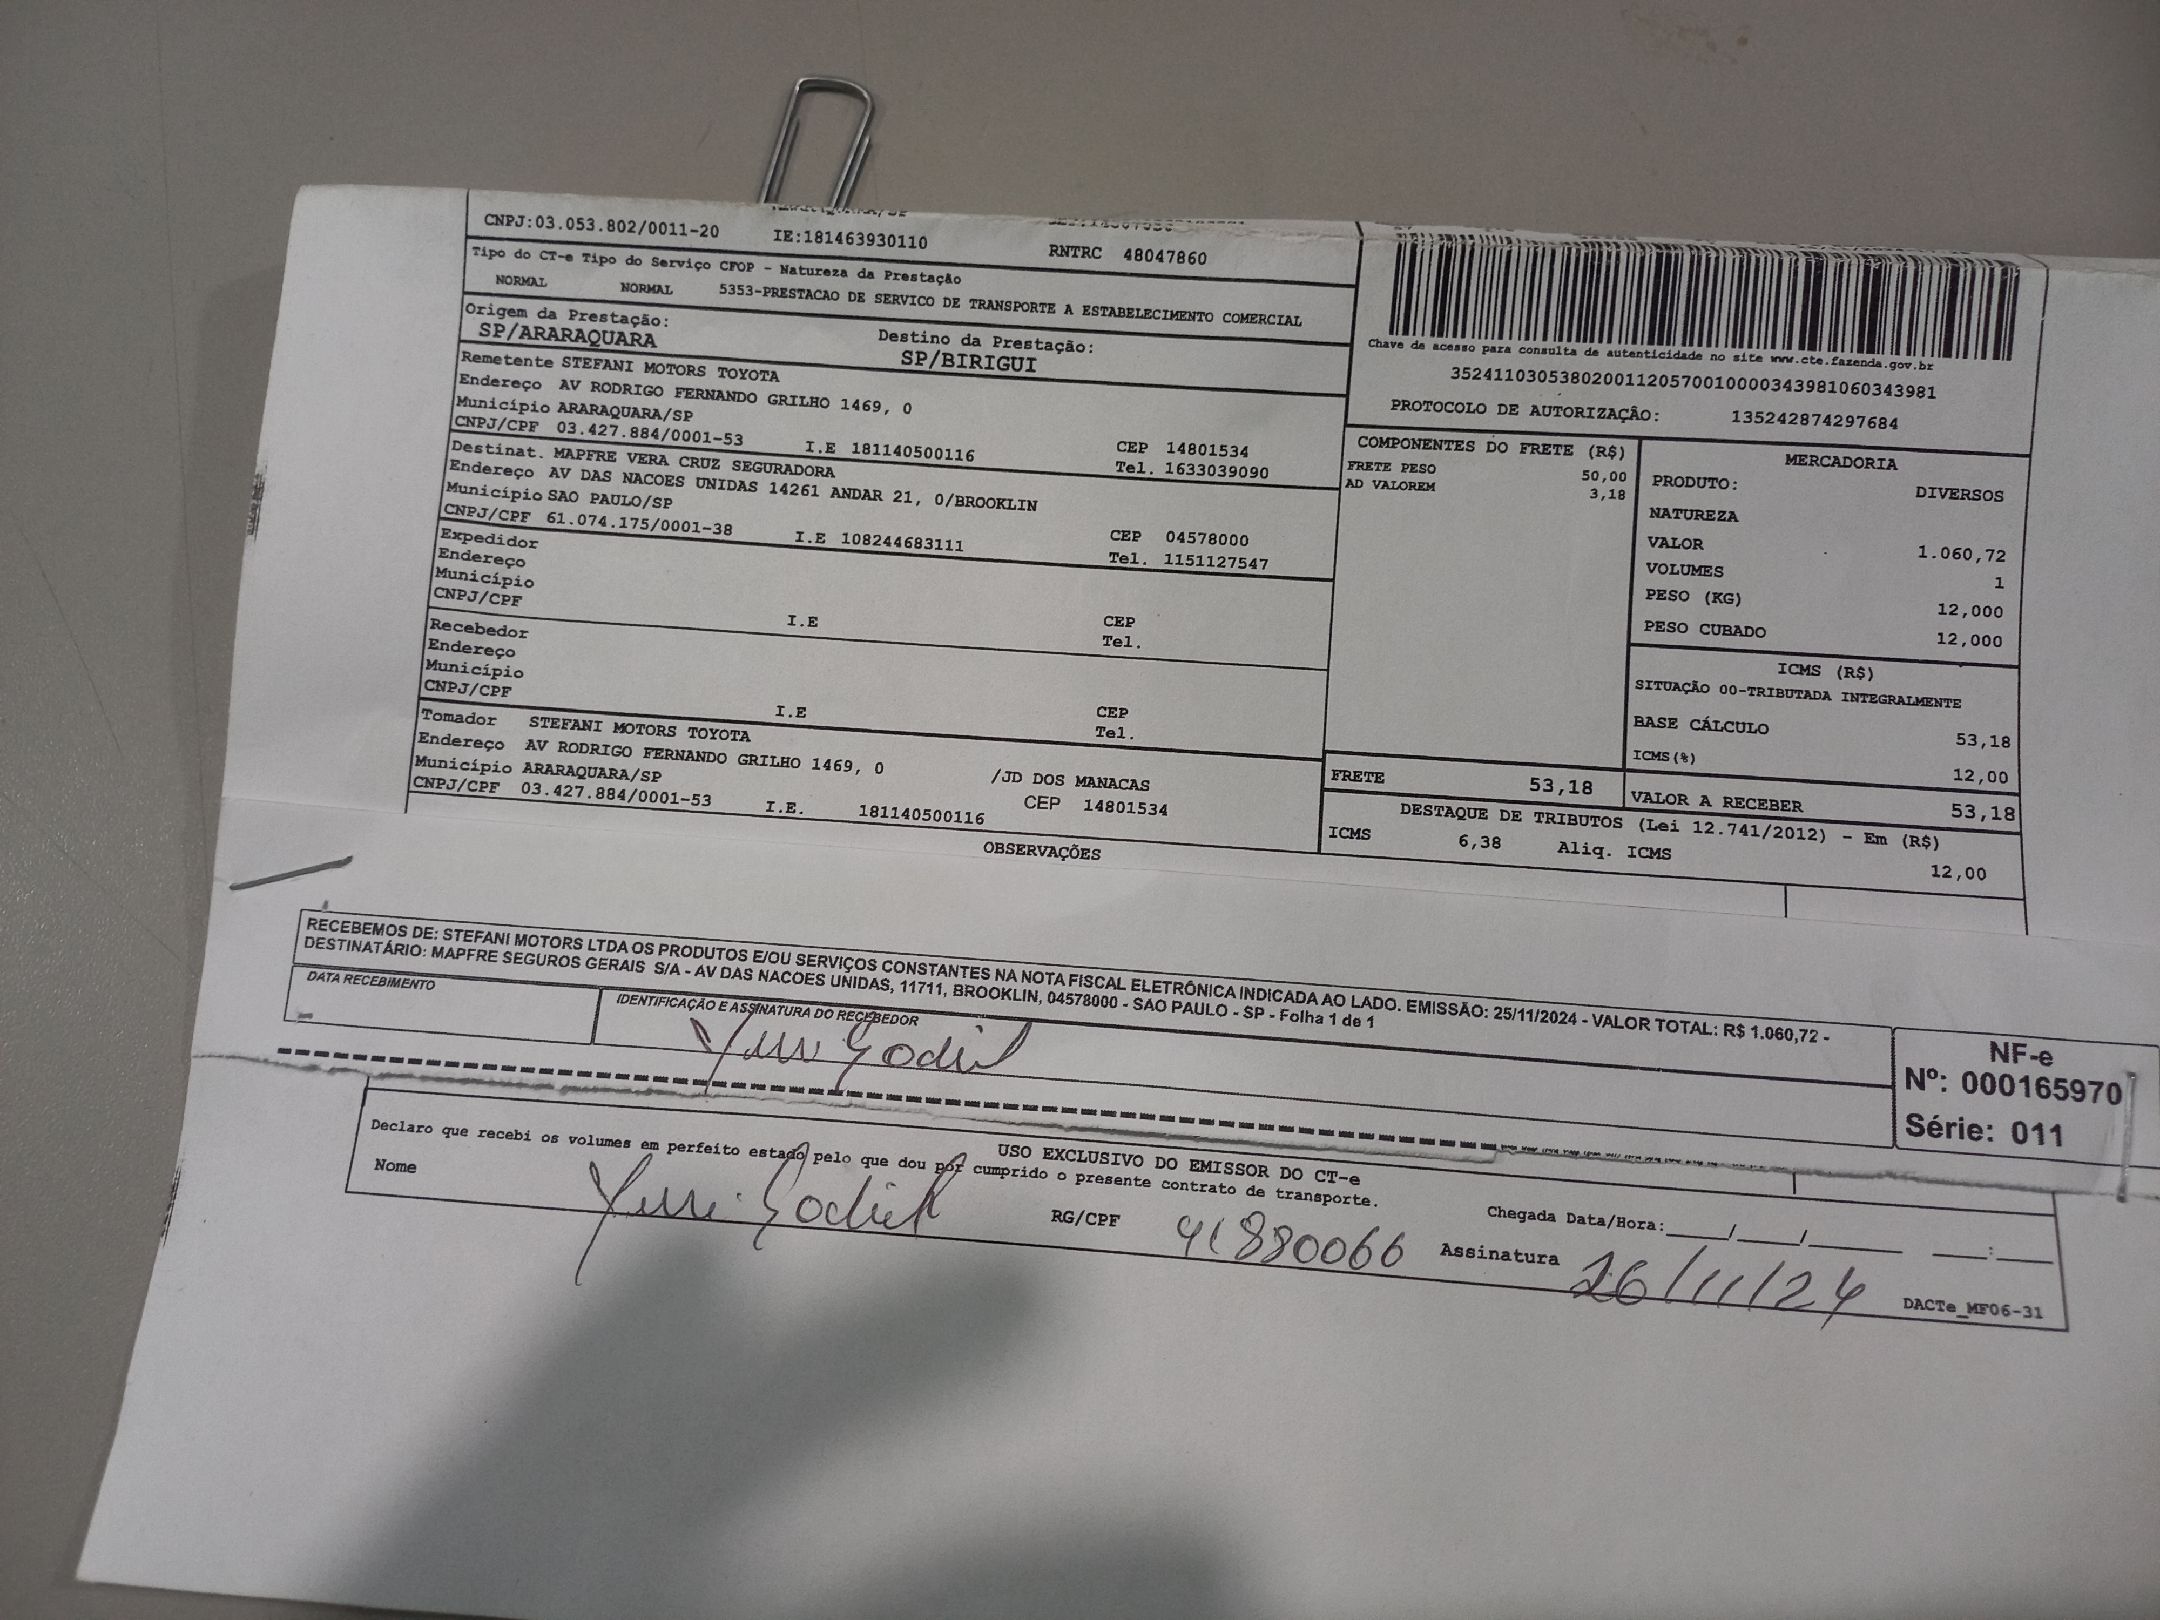 CNPJ:03.053.802/0011-20 IE:181463930110 RNTRC 48047860
Tipo do CT-e Tipo do Serviço CFOP - Natureza da Prestação
NORMAL NORMAL 5353-PRESTACAO DE SERVICO DE TRANSPORTE A ESTABELECIMENTO COMERCIAL
Origem da Prestação: Destino da Prestação:
SP/ARARAQUARA SP/BIRIGUI
Remetente STEFANI MOTORS TOYOTA
Endereço AV RODRIGO FERNANDO GRILHO 1469, 0
Município ARARAQUARA/SP CEP 14801534
CNPJ/CPF 03.427.884/0001-53 I.E 181140500116 Tel. 1633039090
Destinat. MAPFRE VERA CRUZ SEGURADORA
Endereço AV DAS NACOES UNIDAS 14261 ANDAR 21, 0/BROOKLIN
Município SAO PAULO/SP CEP 04578000
CNPJ/CPF 61.074.175/0001-38 I.E 108244683111 Tel. 1151127547
Expedidor
Endereço
Município CEP
CNPJ/CPF I.E Tel.
Recebedor
Endereço
Município CEP
CNPJ/CPF I.E Tel.
Tomador STEFANI MOTORS TOYOTA
Endereço AV RODRIGO FERNANDO GRILHO 1469, 0 /JD DOS MANACAS
Município ARARAQUARA/SP CEP 14801534
CNPJ/CPF 03.427.884/0001-53 I.E. 181140500116
OBSERVAÇÕES
Chave de acesso para consulta de autenticidade no site www.cte.fazenda.gov.br
35241103053802001120570010000343981060343981
PROTOCOLO DE AUTORIZAÇÃO: 135242874297684
COMPONENTES DO FRETE (R$)
FRETE PESO 50,00
AD VALOREM 3,18
MERCADORIA
PRODUTO: DIVERSOS
NATUREZA
VALOR 1.060,72
VOLUMES 1
PESO (KG) 12,000
PESO CUBADO 12,000
ICMS (R$)
SITUAÇÃO 00-TRIBUTADA INTEGRALMENTE
BASE CÁLCULO 53,18
ICMS(%) 12,00
FRETE 53,18 VALOR A RECEBER 53,18
DESTAQUE DE TRIBUTOS (Lei 12.741/2012) - Em (R$)
ICMS 6,38 Aliq. ICMS 12,00
RECEBEMOS DE: STEFANI MOTORS LTDA OS PRODUTOS E/OU SERVIÇOS CONSTANTES NA NOTA FISCAL ELETRÔNICA INDICADA AO LADO. EMISSÃO: 25/11/2024 - VALOR TOTAL: R$ 1.060,72 -
DESTINATÁRIO: MAPFRE SEGUROS GERAIS S/A - AV DAS NACOES UNIDAS, 11711, BROOKLIN, 04578000 - SAO PAULO - SP - Folha 1 de 1
DATA RECEBIMENTO IDENTIFICAÇÃO E ASSINATURA DO RECEBEDOR
NF-e
Nº: 000165970
Série: 011
USO EXCLUSIVO DO EMISSOR DO CT-e
Declaro que recebi os volumes em perfeito estado pelo que dou por cumprido o presente contrato de transporte.
Chegada Data/Hora:____/____/______ ___:____
Nome RG/CPF 41880066 Assinatura 26/11/24
DACTe_MF06-31